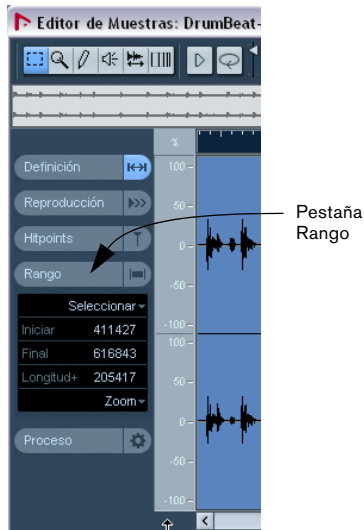 Editor de Muestras: DrumBeat-
%
Definición
100
Reproducción
50
Hitpoints
0
Rango
-50
Seleccionar
Iniciar 411427
-100
Final 616843
100
Longitud+ 205417
50
Zoom
0
Proceso
-50
-100
Pestaña
Rango